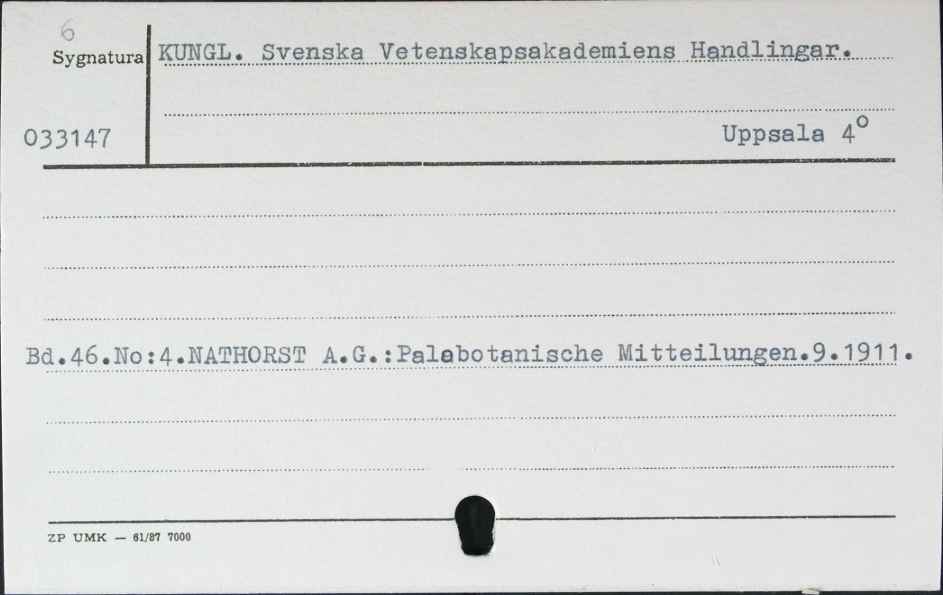 6
Sygnatura KUNGL. Svenska Vetenskapsakademiens Handlingar.
033147 Uppsala 4°
Bd.46.No:4.NATHORST A.G.:Palebotanische Mitteilungen.9.1911.
ZP UMK — 61/87 7000